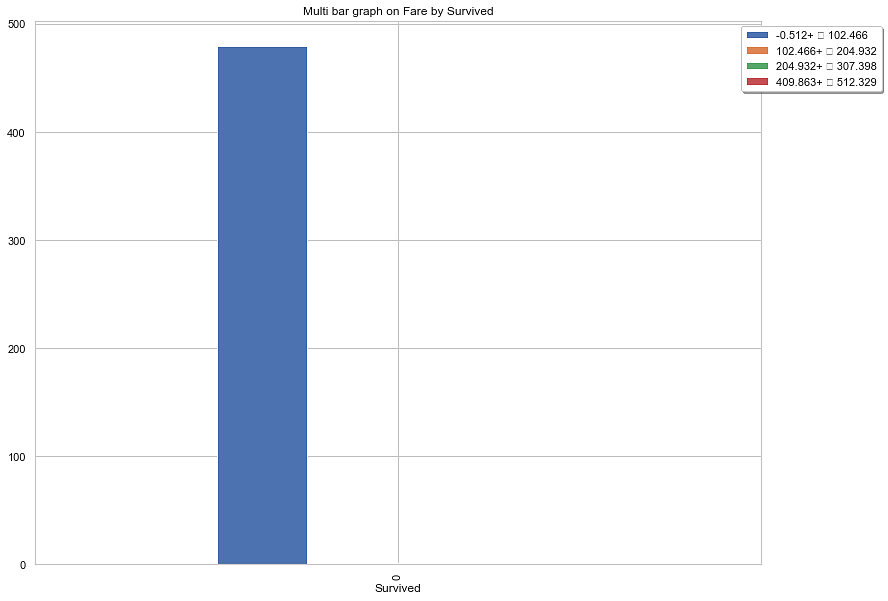 Multi bar graph on Fare by Survived
-0.512+ 􏿮 102.466
102.466+ 􏿮 204.932
204.932+ 􏿮 307.398
409.863+ 􏿮 512.329
500
400
300
200
100
0
0
Survived